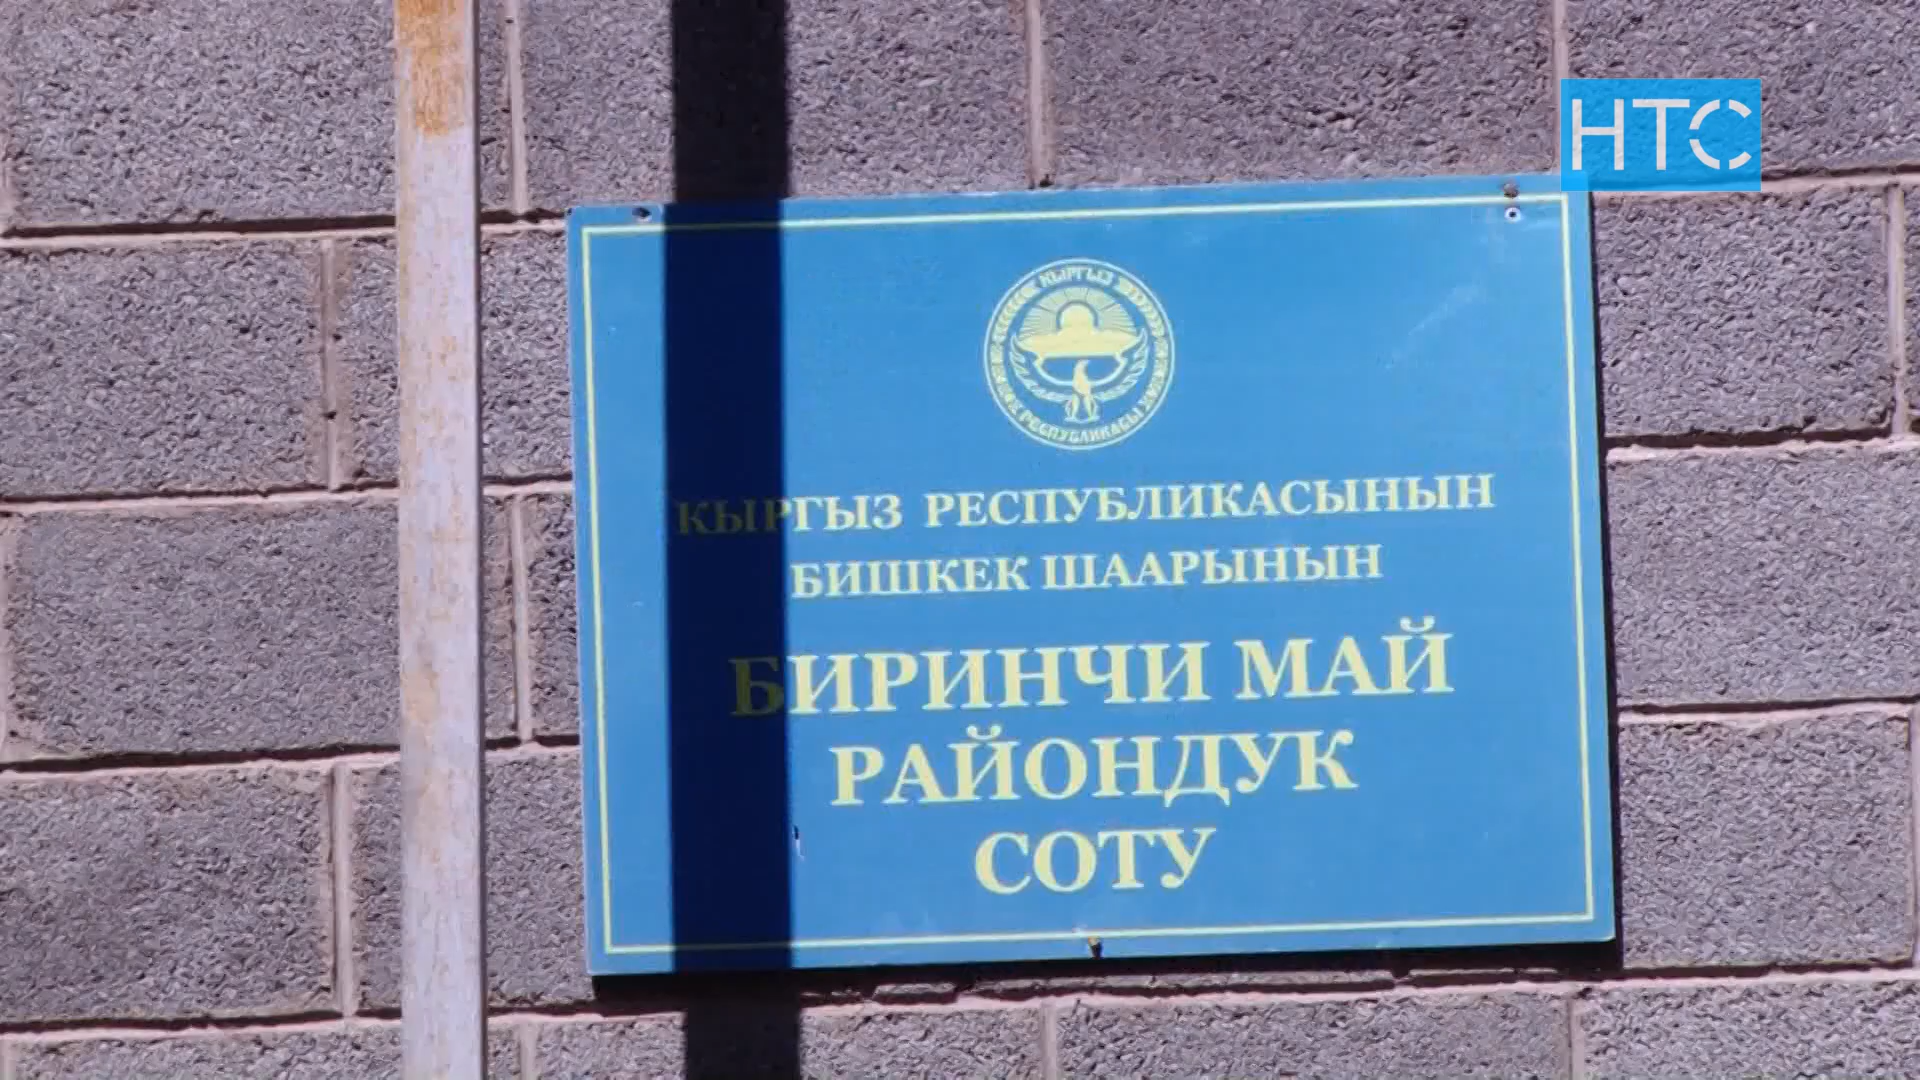 НТС
КЫРГЫЗ
РЕСПУБЛИКАСЫ
КЫРГЫЗ РЕСПУБЛИКАСЫНЫН
БИШКЕК ШААРЫНЫН
БИРИНЧИ МАЙ
РАЙОНДУК
СОТУ